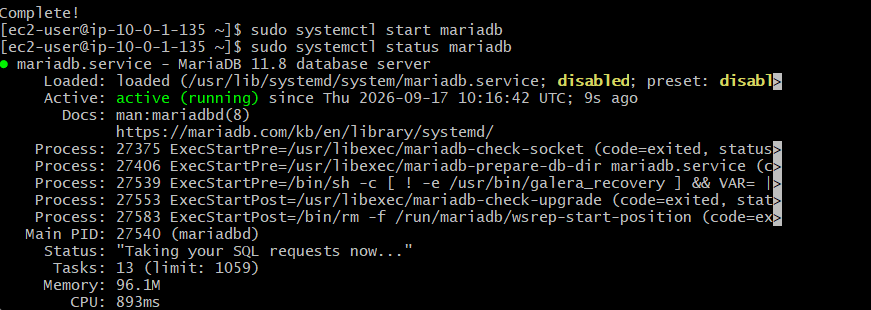 Complete!
[ec2-user@ip-10-0-1-135 ~]$ sudo systemctl start mariadb
[ec2-user@ip-10-0-1-135 ~]$ sudo systemctl status mariadb
● mariadb.service - MariaDB 11.8 database server
     Loaded: loaded (/usr/lib/systemd/system/mariadb.service; disabled; preset: disabl>
     Active: active (running) since Thu 2026-09-17 10:16:42 UTC; 9s ago
       Docs: man:mariadbd(8)
             https://mariadb.com/kb/en/library/systemd/
    Process: 27375 ExecStartPre=/usr/libexec/mariadb-check-socket (code=exited, status>
    Process: 27406 ExecStartPre=/usr/libexec/mariadb-prepare-db-dir mariadb.service (c>
    Process: 27539 ExecStartPre=/bin/sh -c [ ! -e /usr/bin/galera_recovery ] && VAR= |>
    Process: 27553 ExecStartPost=/usr/libexec/mariadb-check-upgrade (code=exited, stat>
    Process: 27583 ExecStartPost=/bin/rm -f /run/mariadb/wsrep-start-position (code=ex>
   Main PID: 27540 (mariadbd)
     Status: "Taking your SQL requests now..."
      Tasks: 13 (limit: 1059)
     Memory: 96.1M
        CPU: 893ms